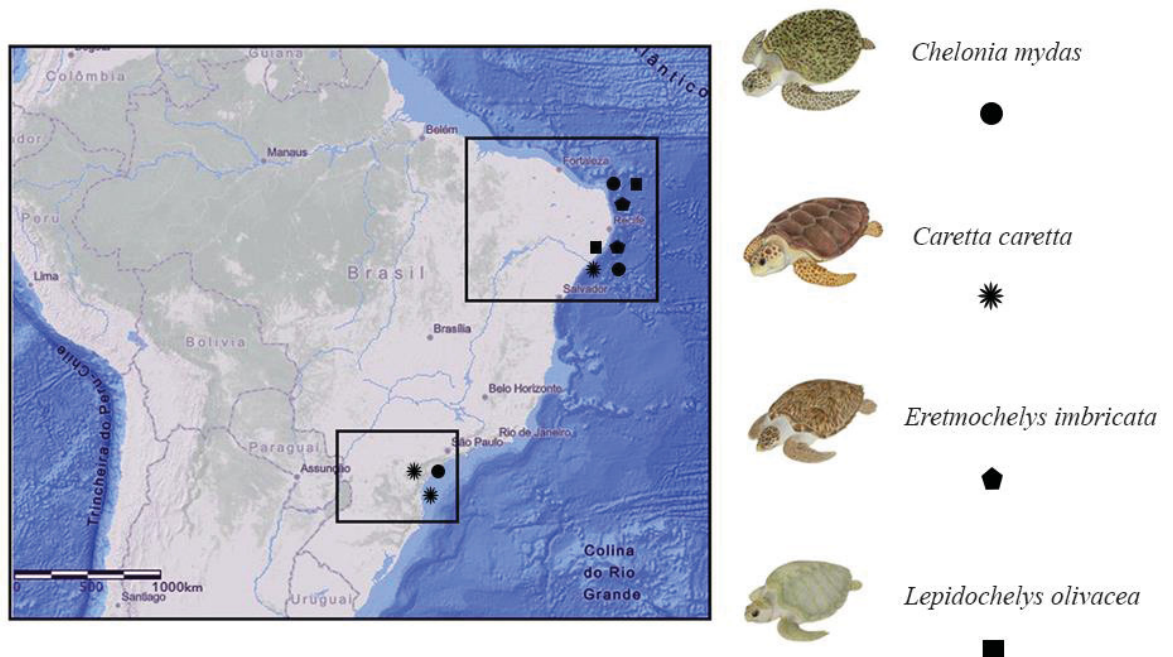 Atlântico
Guiana
Colômbia
Belém
Manaus
Fortaleza
Peru
Recife
Lima
Brasil
Salvador
Brasília
Bolivia
Trincheira do Peru-Chile
Belo Horizonte
Rio de Janeiro
São Paulo
Paraguai
Assunção
Colina
do Rio
Grande
0 500 1000km
Santiago
Uruguai
Chelonia mydas
Caretta caretta
Eretmochelys imbricata
Lepidochelys olivacea